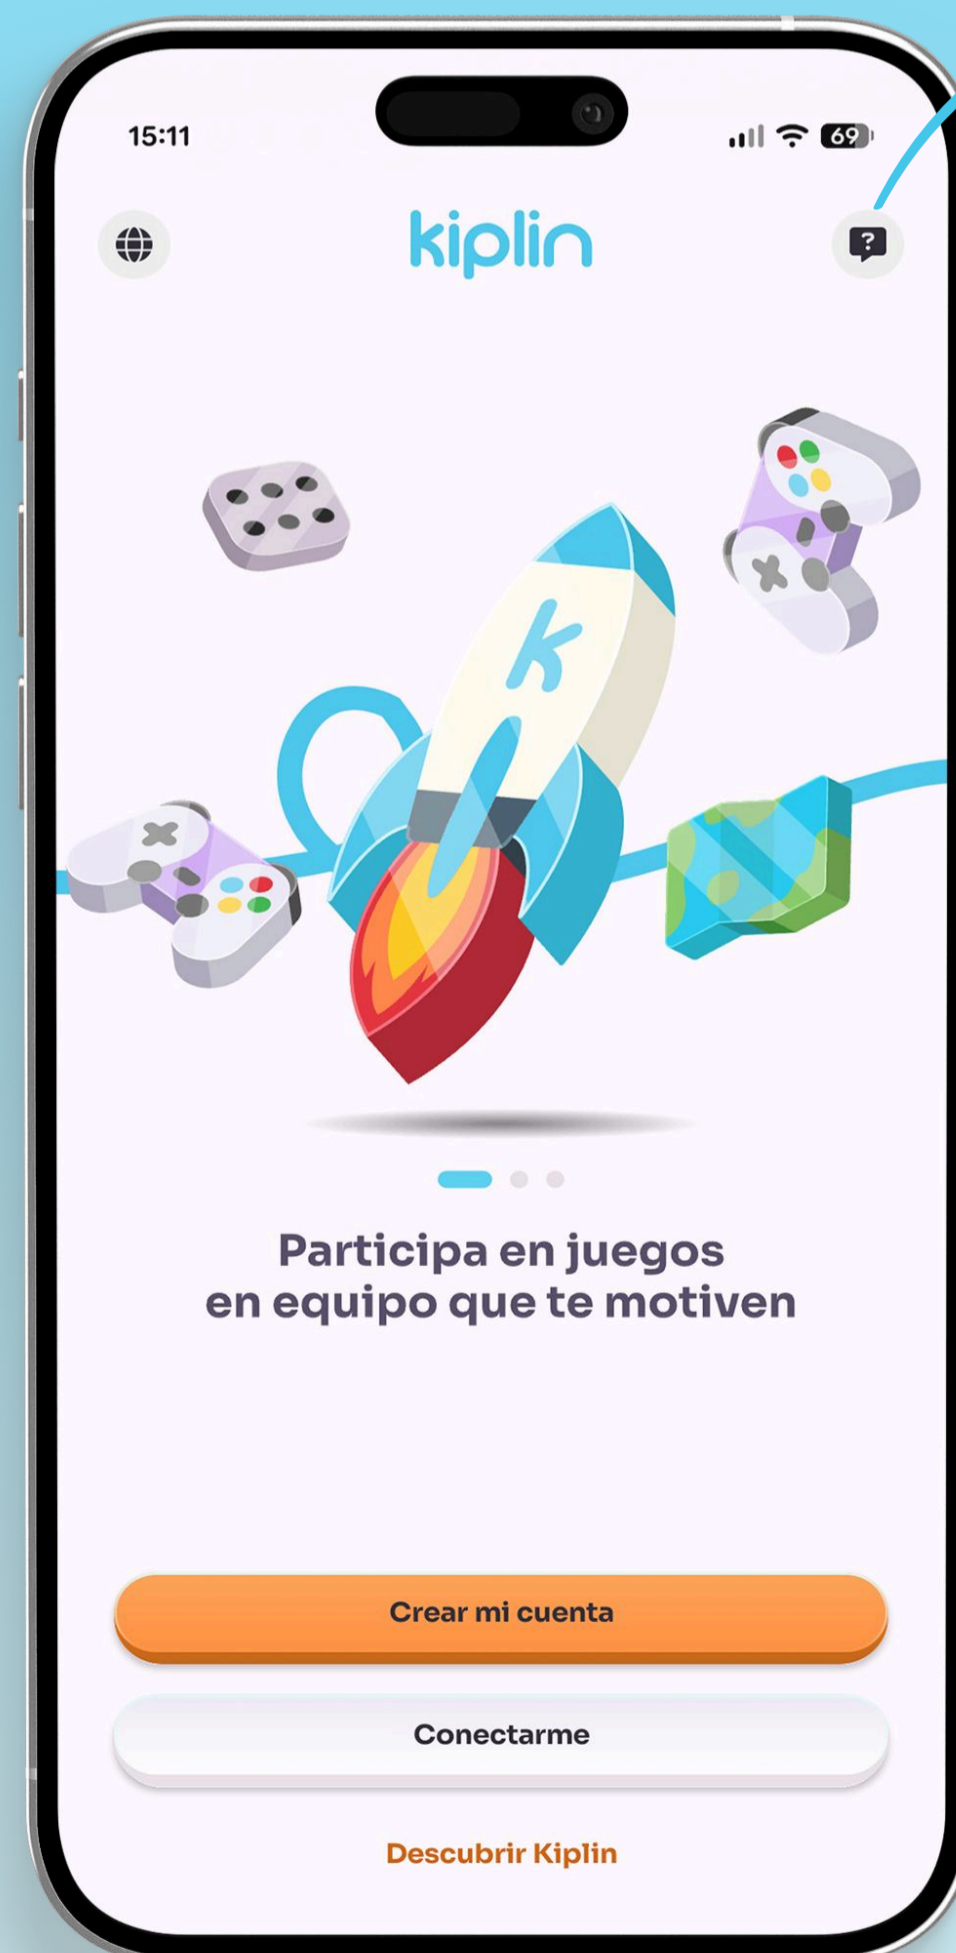 15:11
69
kiplin
?
K
Participa en juegos
en equipo que te motiven
Crear mi cuenta
Conectarme
Descubrir Kiplin